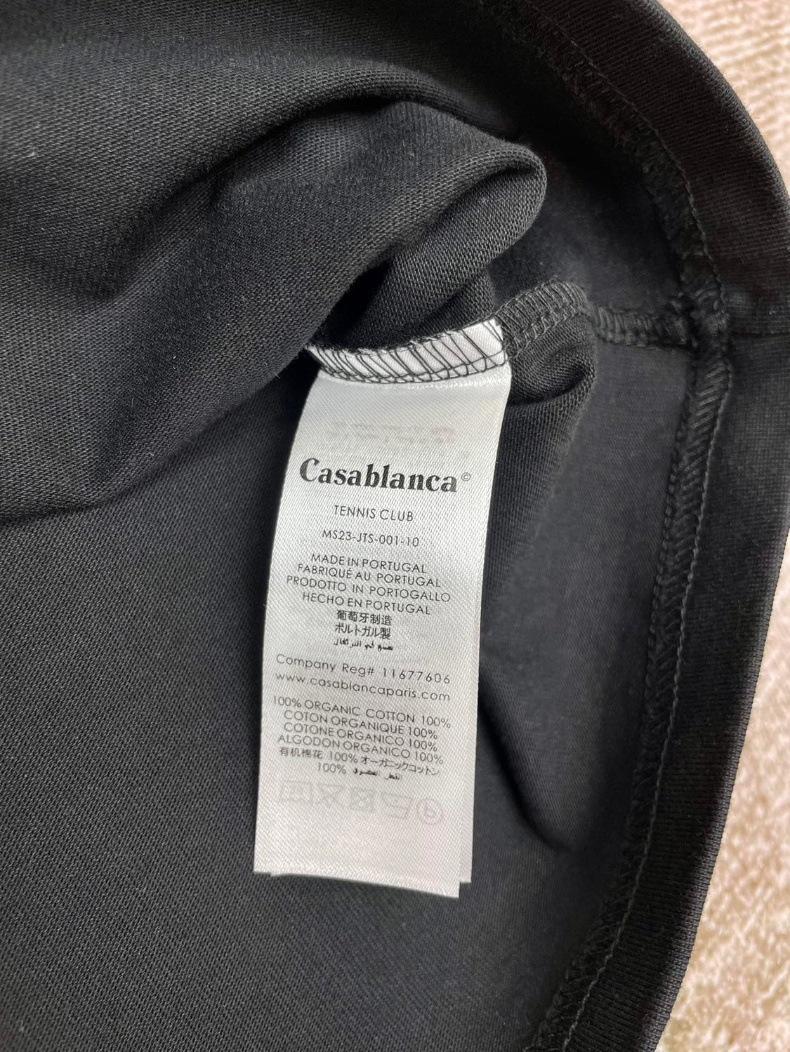 Casablanca©
TENNIS CLUB
MS23-JTS-001-10
MADE IN PORTUGAL
FABRIQUÉ AU PORTUGAL
PRODOTTO IN PORTOGALLO
HECHO EN PORTUGAL
葡萄牙制造
ポルトガル製
Company Reg# 11677606
www.casablancaparis.com
100% ORGANIC COTTON 100%
COTON ORGANIQUE 100%
COTONE ORGANICO 100%
ALGODON ORGANICO 100%
有机棉花 100% オーガニックコットン
100%